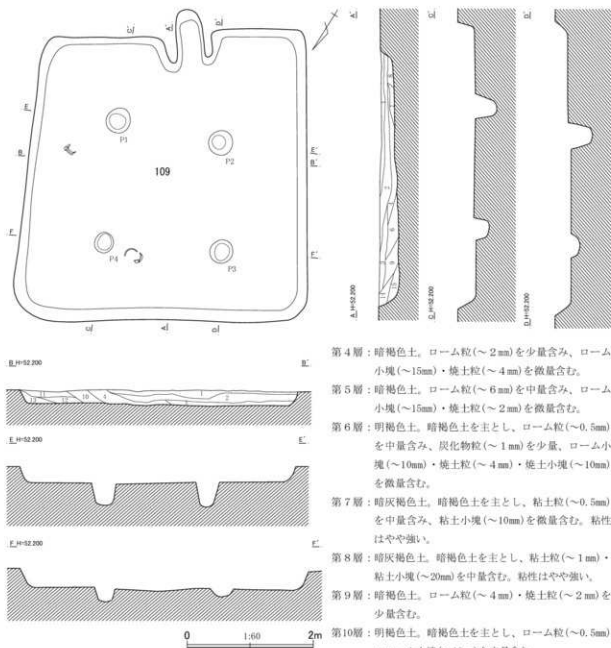 C'
A'
D'
E
P1
P2
B
E'
B'
109
F
P4
P3
F'
C
A
D
A'
C'
D'
A H=52.200
C H=52.200
D H=52.200
B H=52.200
B'
1
2
4
10
E H=52.200
E'
F H=52.200
F'
0
1:60
2m
第4層：暗褐色土。ローム粒(～2㎜)を少量含み、ローム
小塊(～15㎜)・焼土粒(～4㎜)を微量含む。
第5層：暗褐色土。ローム粒(～6㎜)を中量含み、ローム
小塊(～15㎜)・焼土粒(～2㎜)を微量含む。
第6層：明褐色土。暗褐色土を主とし、ローム粒(～0.5㎜)
を中量含み、炭化物粒(～1㎜)を少量、ローム小
塊(～10㎜)・焼土粒(～4㎜)・焼土小塊(～10㎜)
を微量含む。
第7層：暗灰褐色土。暗褐色土を主とし、粘土粒(～0.5㎜)
を中量含み、粘土小塊(～10㎜)を微量含む。粘性
はやや強い。
第8層：暗灰褐色土。暗褐色土を主とし、粘土粒(～1㎜)・
粘土小塊(～20㎜)を中量含む。粘性はやや強い。
第9層：暗褐色土。ローム粒(～4㎜)・焼土粒(～2㎜)を
少量含む。
第10層：明褐色土。暗褐色土を主とし、ローム粒(～0.5㎜)